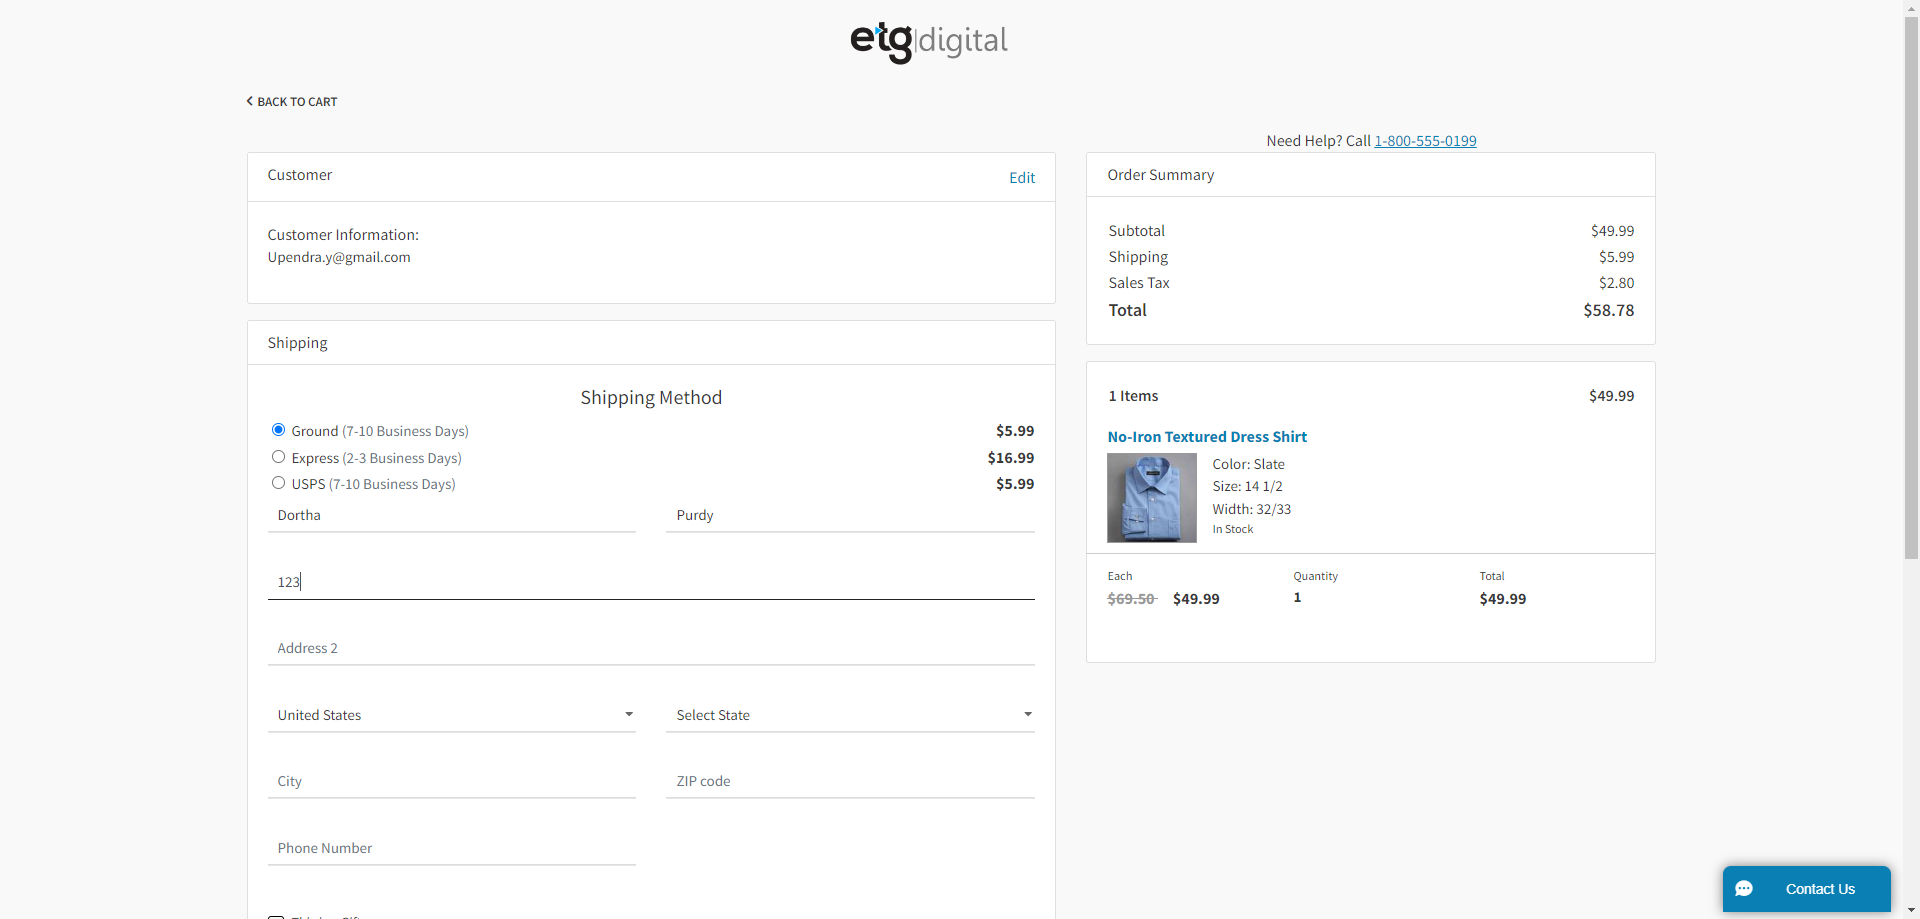 etg|digital
BACK TO CART
Need Help? Call 1-800-555-0199
Customer
Edit
Customer Information:
Upendra.y@gmail.com
Shipping
Shipping Method
Ground (7-10 Business Days) $5.99
Express (2-3 Business Days) $16.99
USPS (7-10 Business Days) $5.99
Dortha
Purdy
123
Address 2
United States
Select State
City
ZIP code
Phone Number
Order Summary
Subtotal $49.99
Shipping $5.99
Sales Tax $2.80
Total $58.78
1 Items $49.99
No-Iron Textured Dress Shirt
Color: Slate
Size: 14 1/2
Width: 32/33
In Stock
Each
Quantity
Total
$69.50 $49.99
1
$49.99
Contact Us